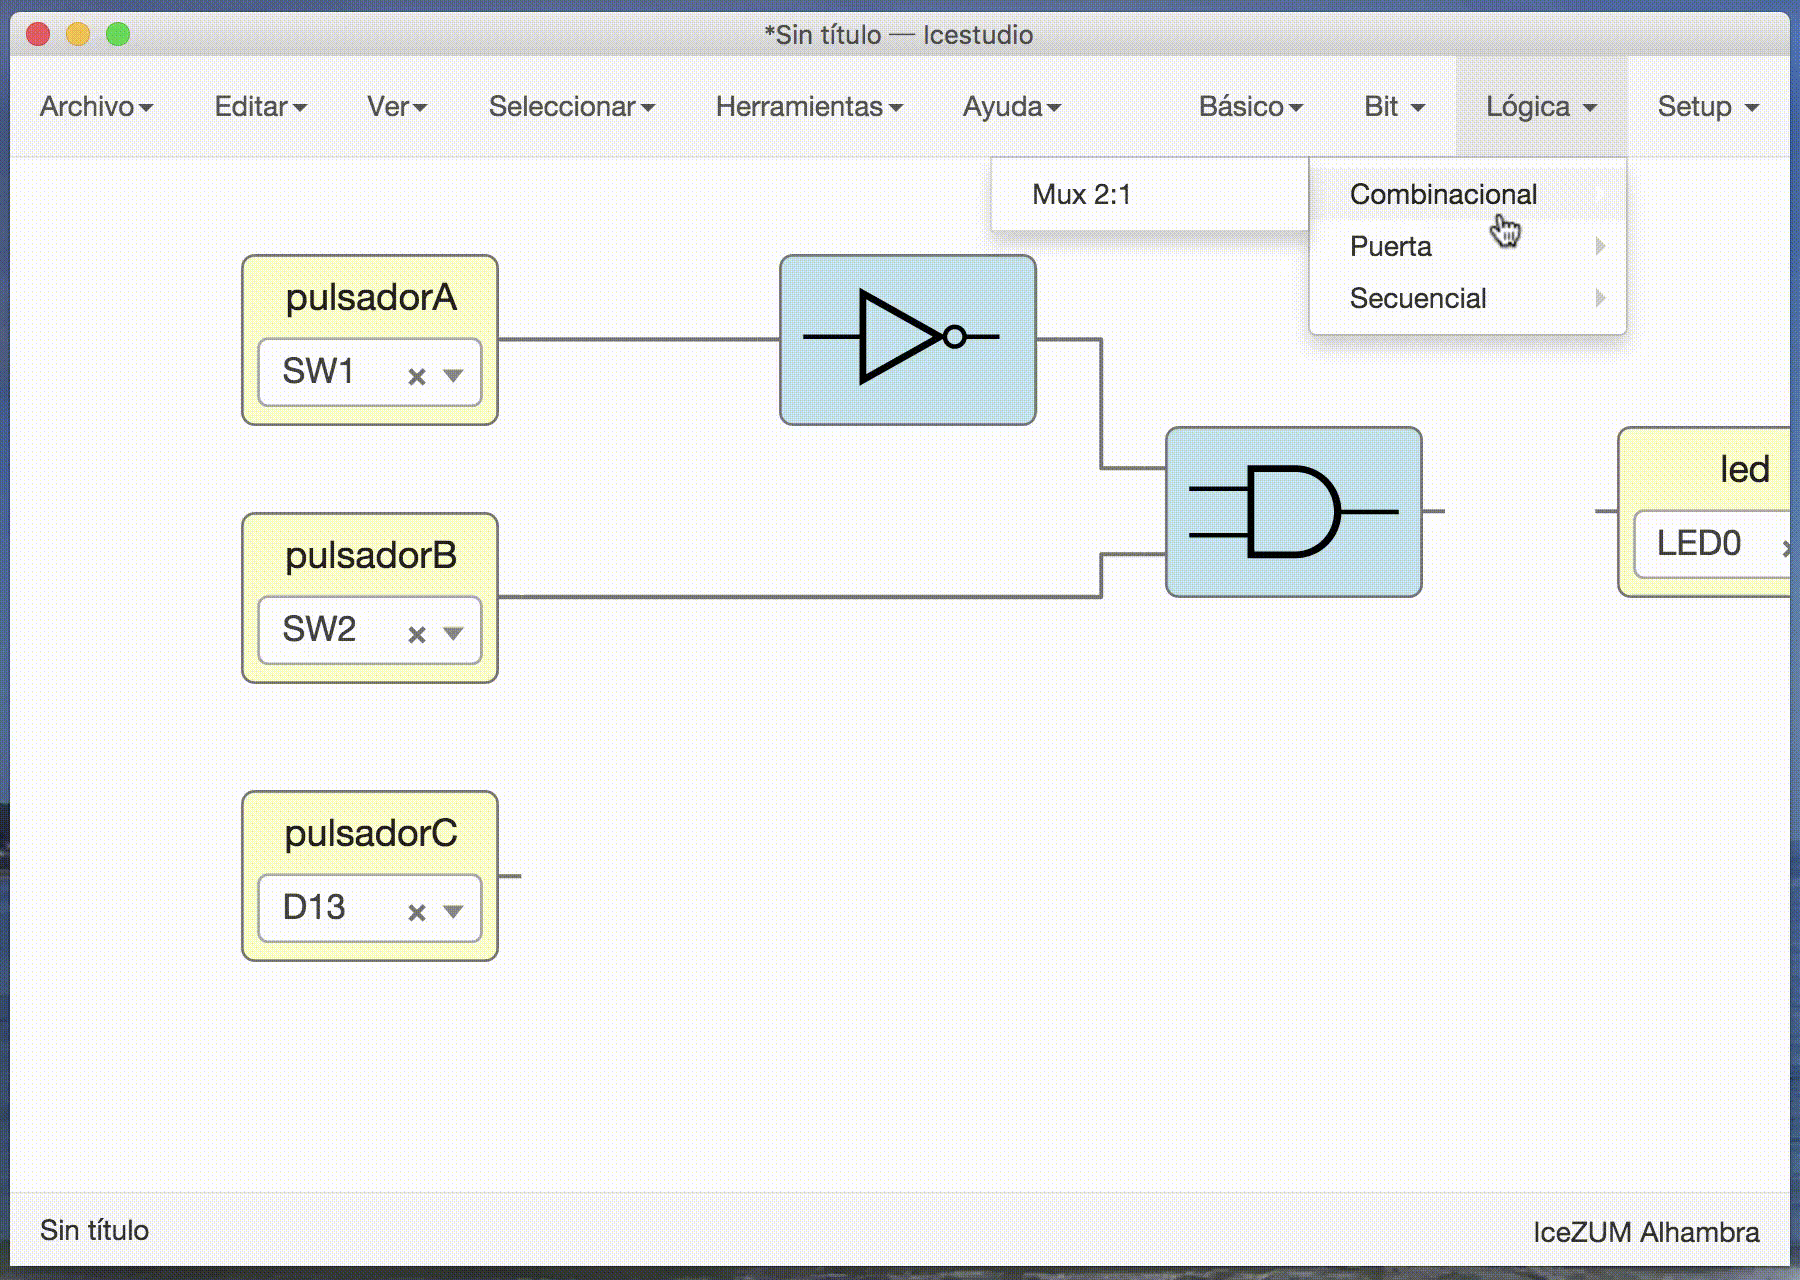 *Sin título — Icestudio
Archivo Editar Ver Seleccionar Herramientas Ayuda Básico Bit Lógica Setup
Mux 2:1
Combinacional
Puerta
Secuencial
pulsadorA
SW1
pulsadorB
SW2
led
LED0
pulsadorC
D13
Sin título
IceZUM Alhambra